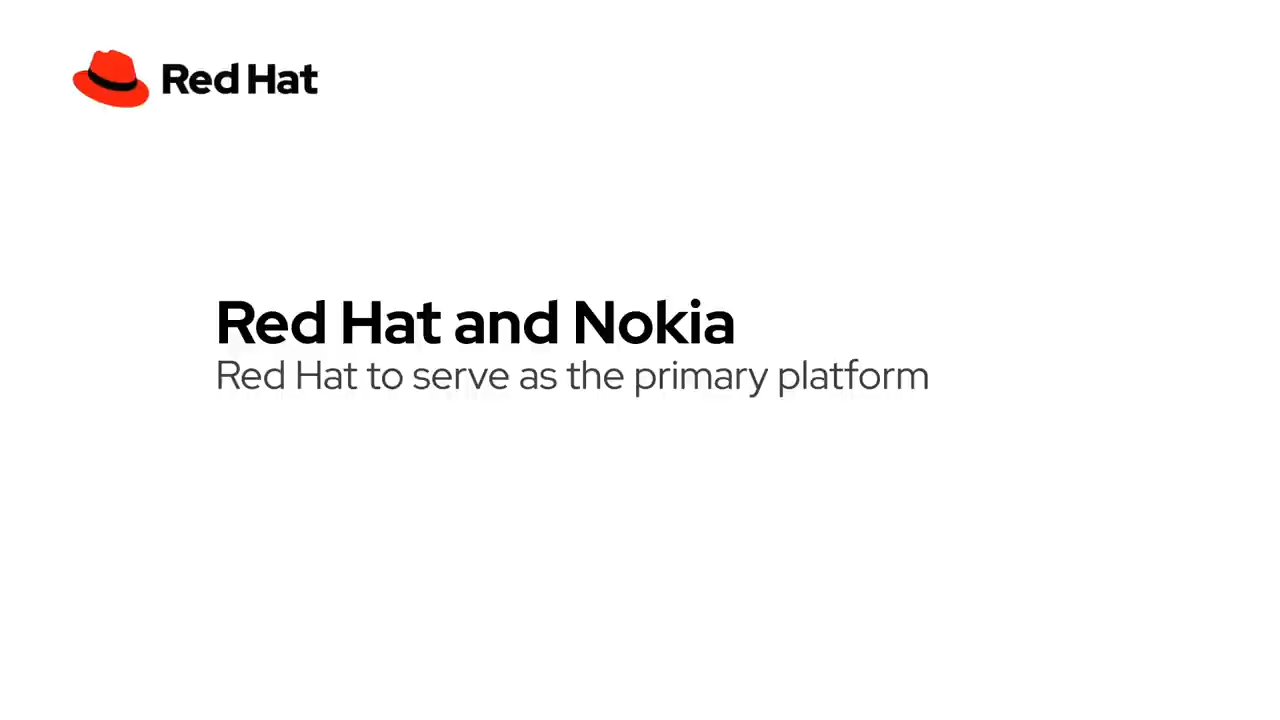 Red Hat
Red Hat and Nokia
Red Hat to serve as the primary platform